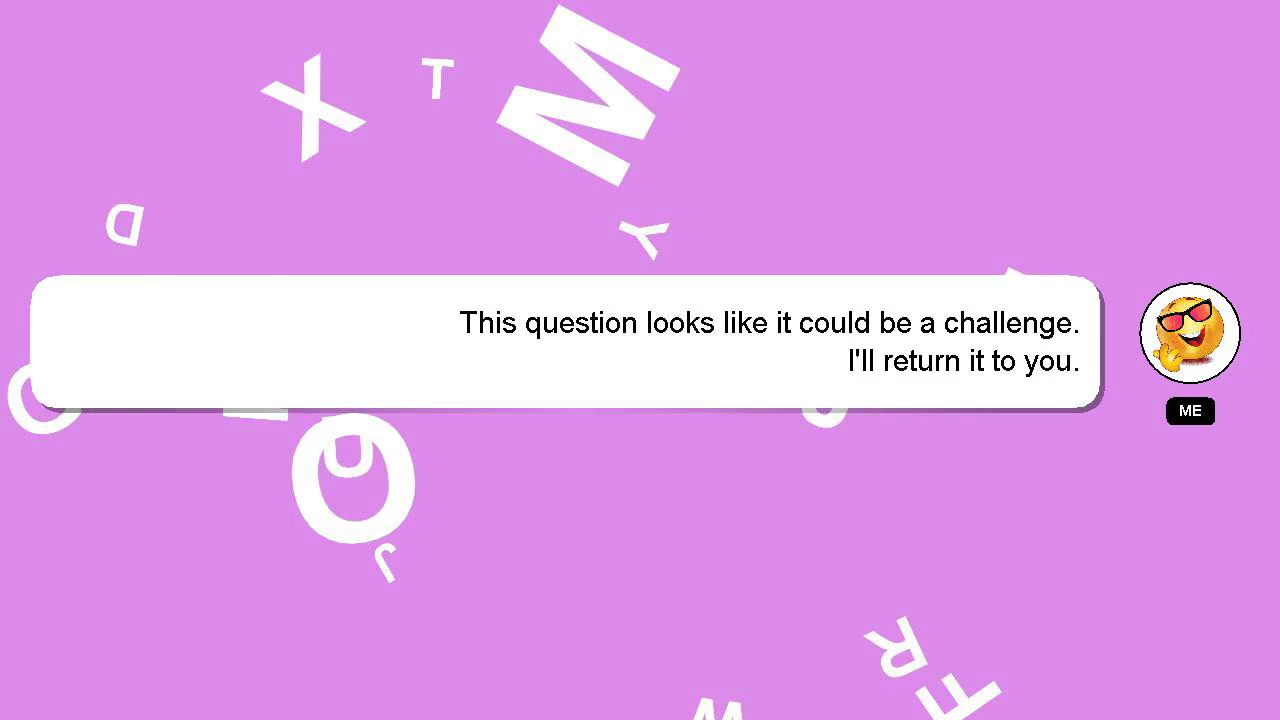 X
T
M
D
Y
This question looks like it could be a challenge.
I'll return it to you.
ME
O
U
J
R
F
W